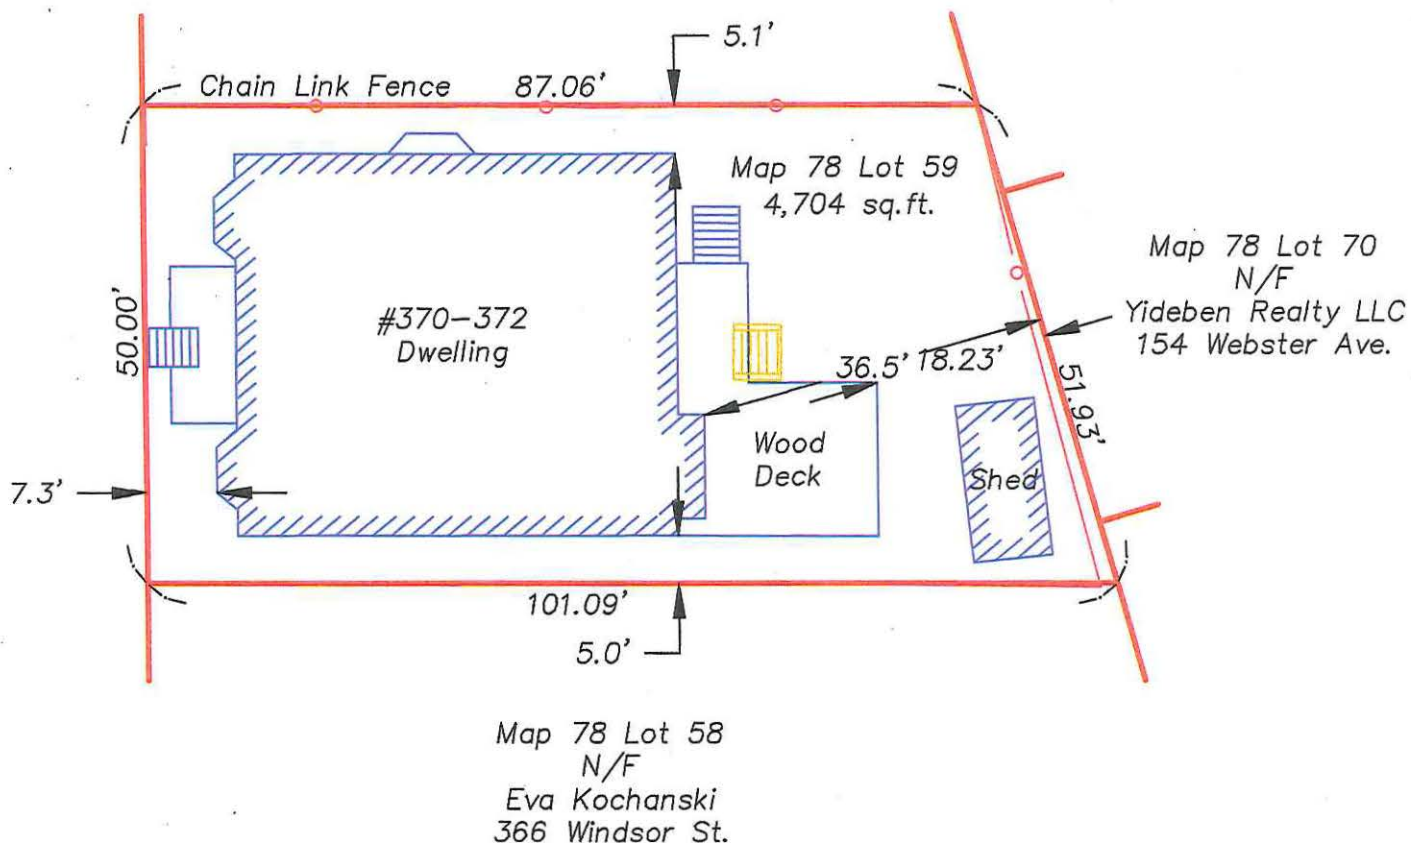 5.1'
Chain Link Fence 87.06'
Map 78 Lot 59
4,704 sq.ft.
Map 78 Lot 70
N/F
Yideben Realty LLC
154 Webster Ave.
50.00'
#370-372
Dwelling
36.5' 18.23'
51.93'
Wood
Deck
Shed
7.3'
101.09'
5.0'
Map 78 Lot 58
N/F
Eva Kochanski
366 Windsor St.